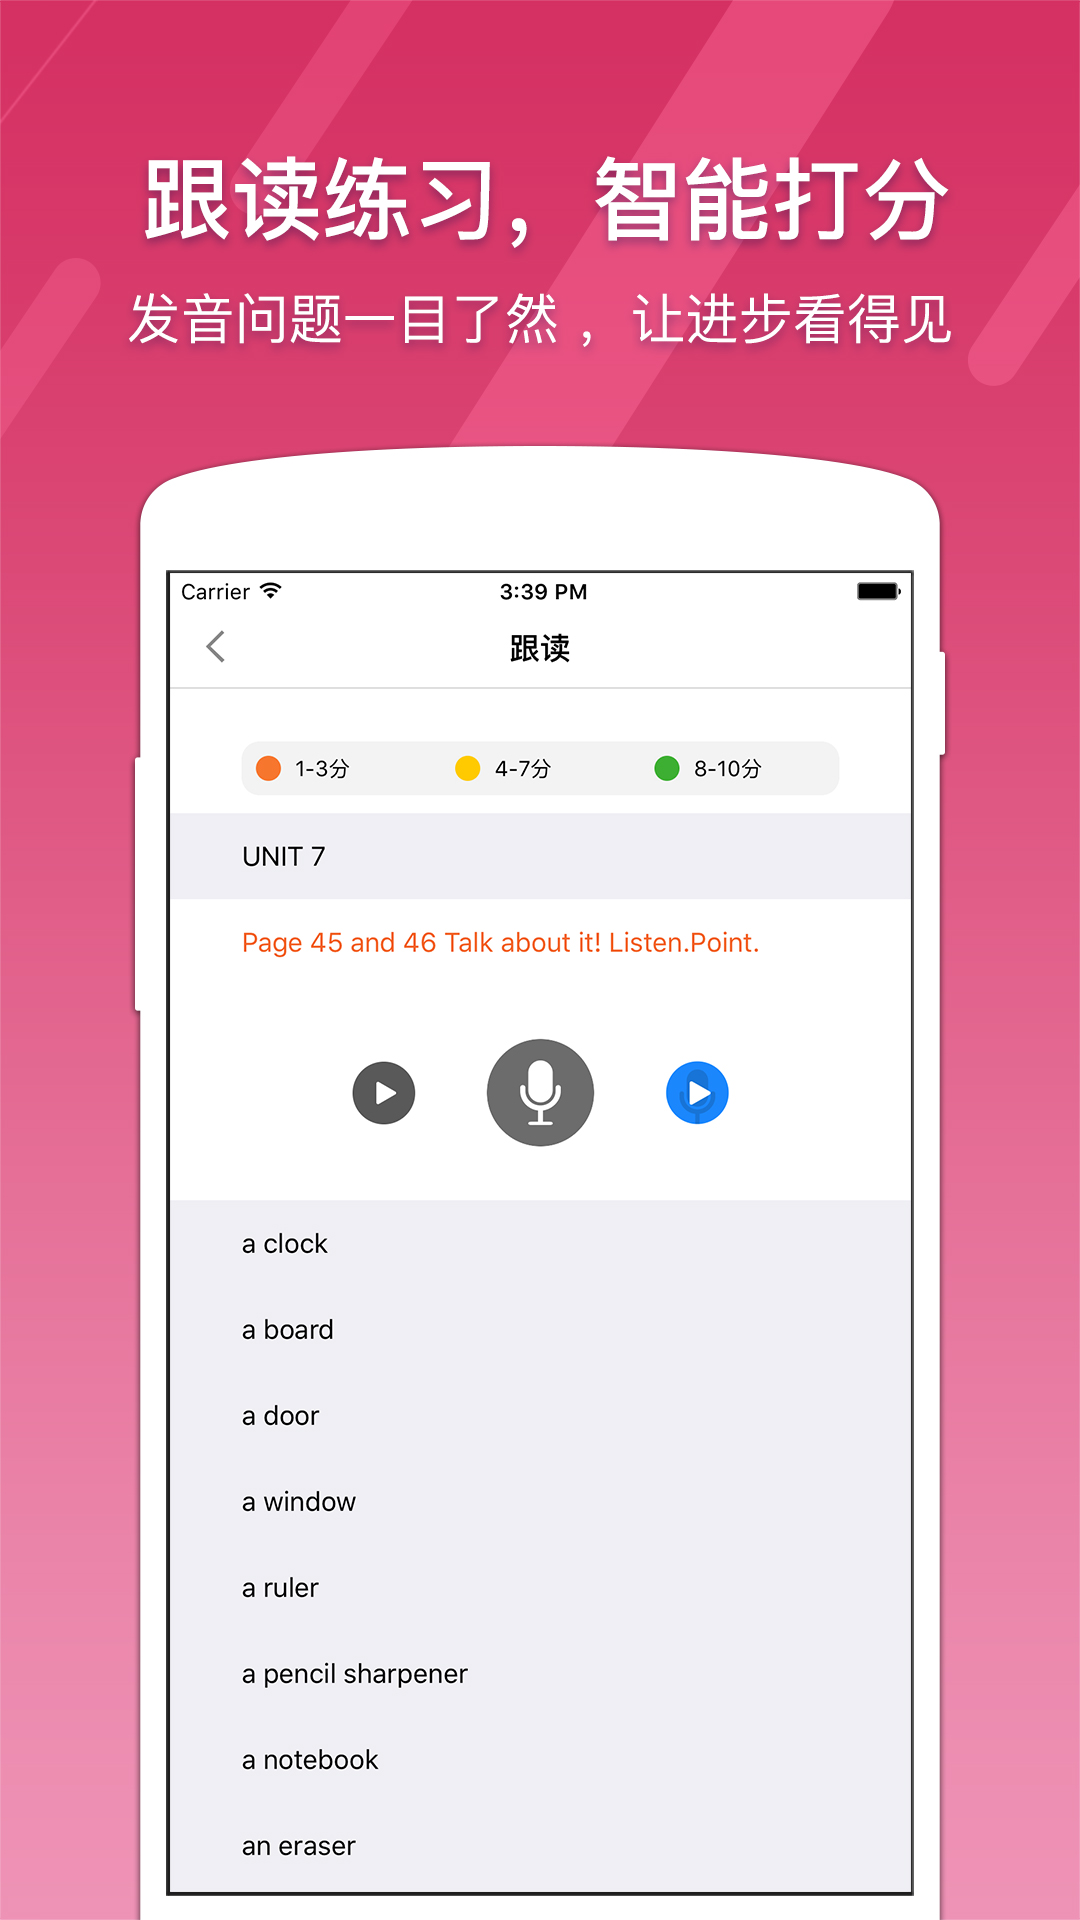 跟读练习，智能打分
发音问题一目了然，让进步看得见
Carrier 3:39 PM
跟读
1-3分 4-7分 8-10分
UNIT 7
Page 45 and 46 Talk about it! Listen.Point.
a clock
a board
a door
a window
a ruler
a pencil sharpener
a notebook
an eraser